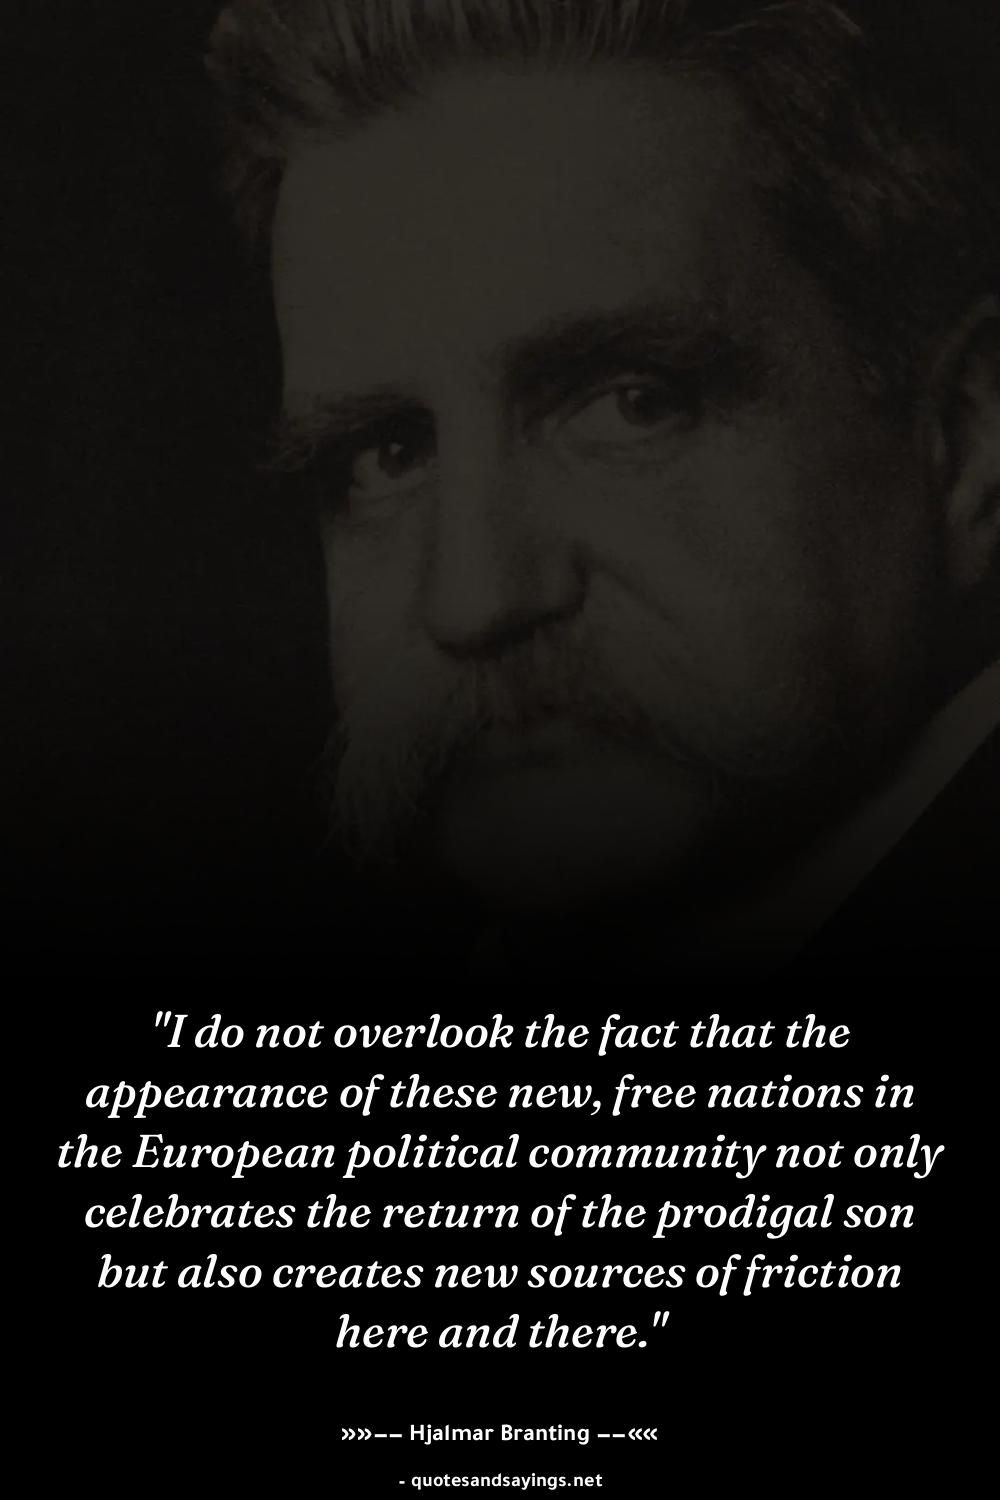 "I do not overlook the fact that the
appearance of these new, free nations in
the European political community not only
celebrates the return of the prodigal son
but also creates new sources of friction
here and there."
»»−− Hjalmar Branting −−««
- quotesandsayings.net